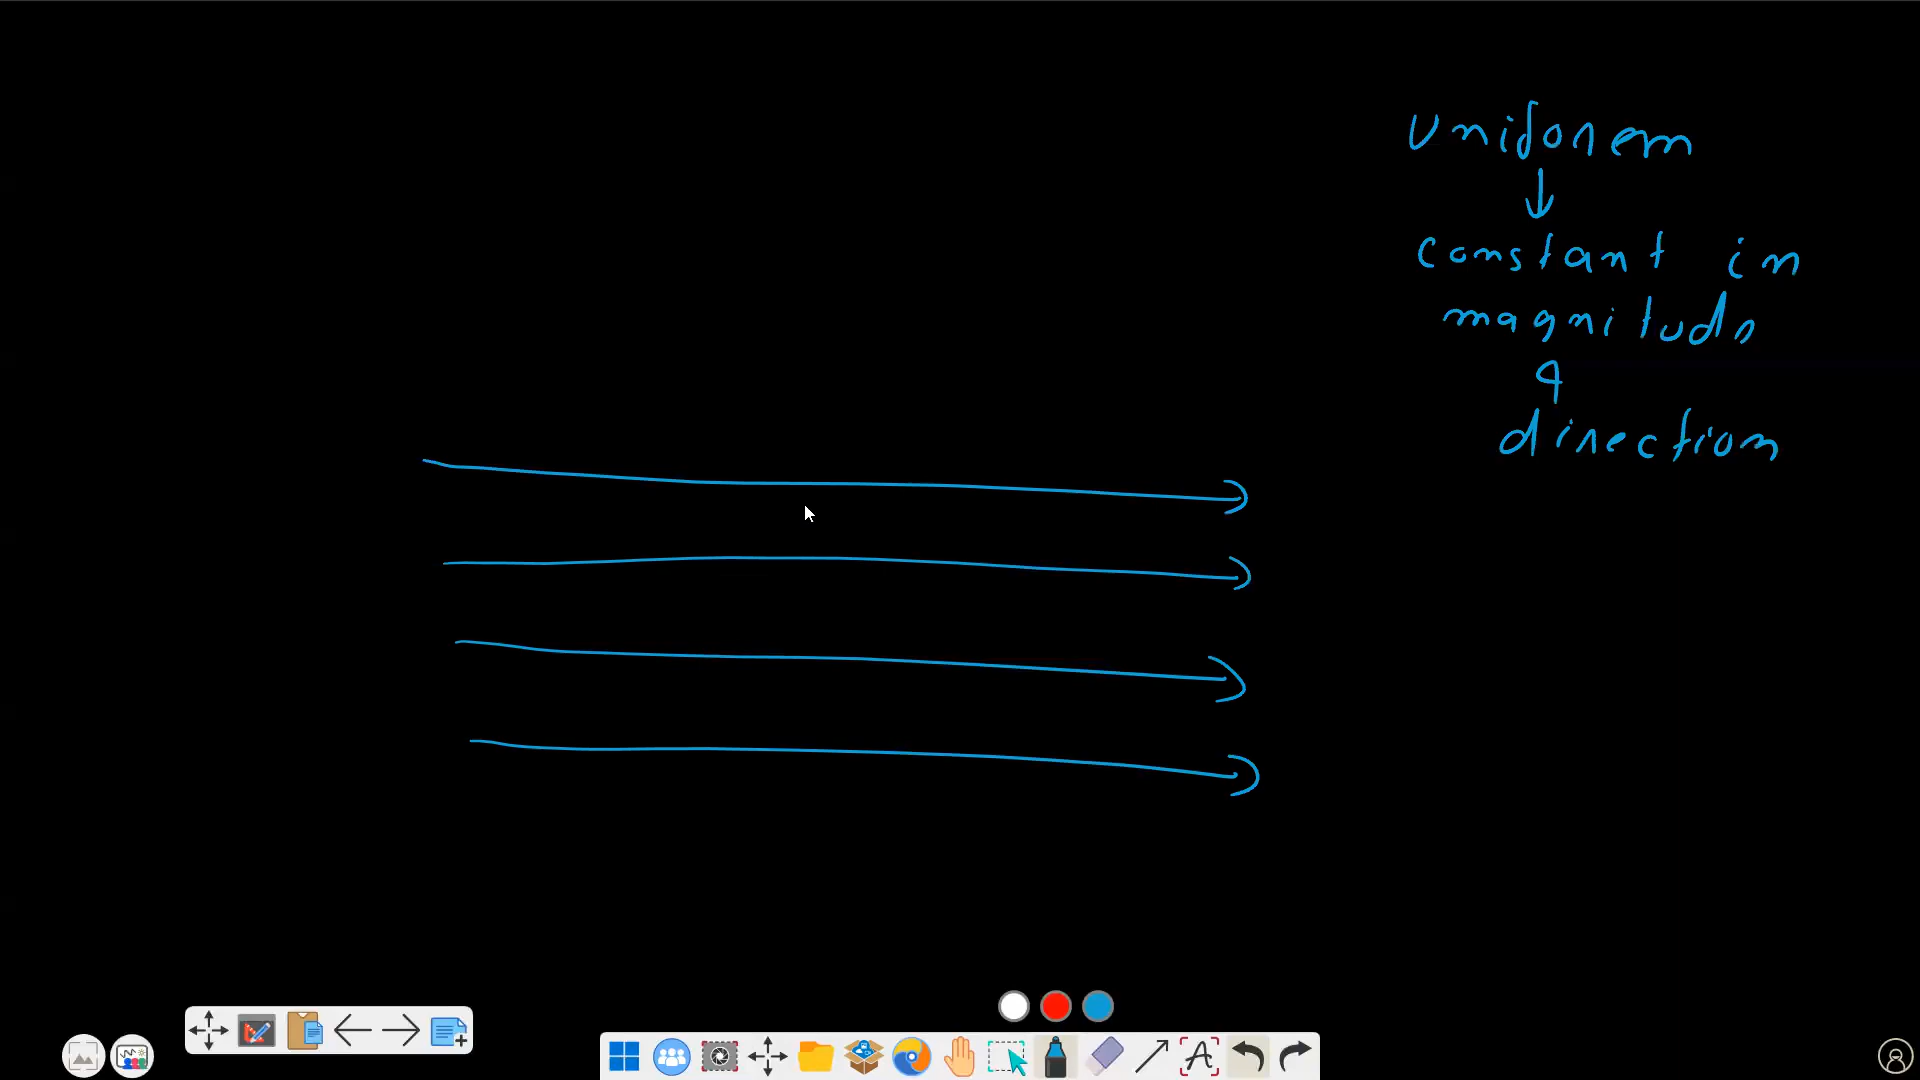 uniform
↓
constant in
magnitude
&
direction